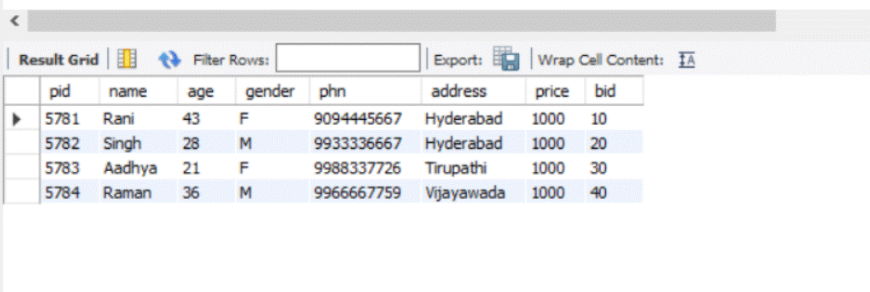 Result Grid Filter Rows: Export: Wrap Cell Content:
pid name age gender phn address price bid
5781 Rani 43 F 9094445667 Hyderabad 1000 10
5782 Singh 28 M 9933336667 Hyderabad 1000 20
5783 Aadhya 21 F 9988337726 Tirupathi 1000 30
5784 Raman 36 M 9966667759 Vijayawada 1000 40